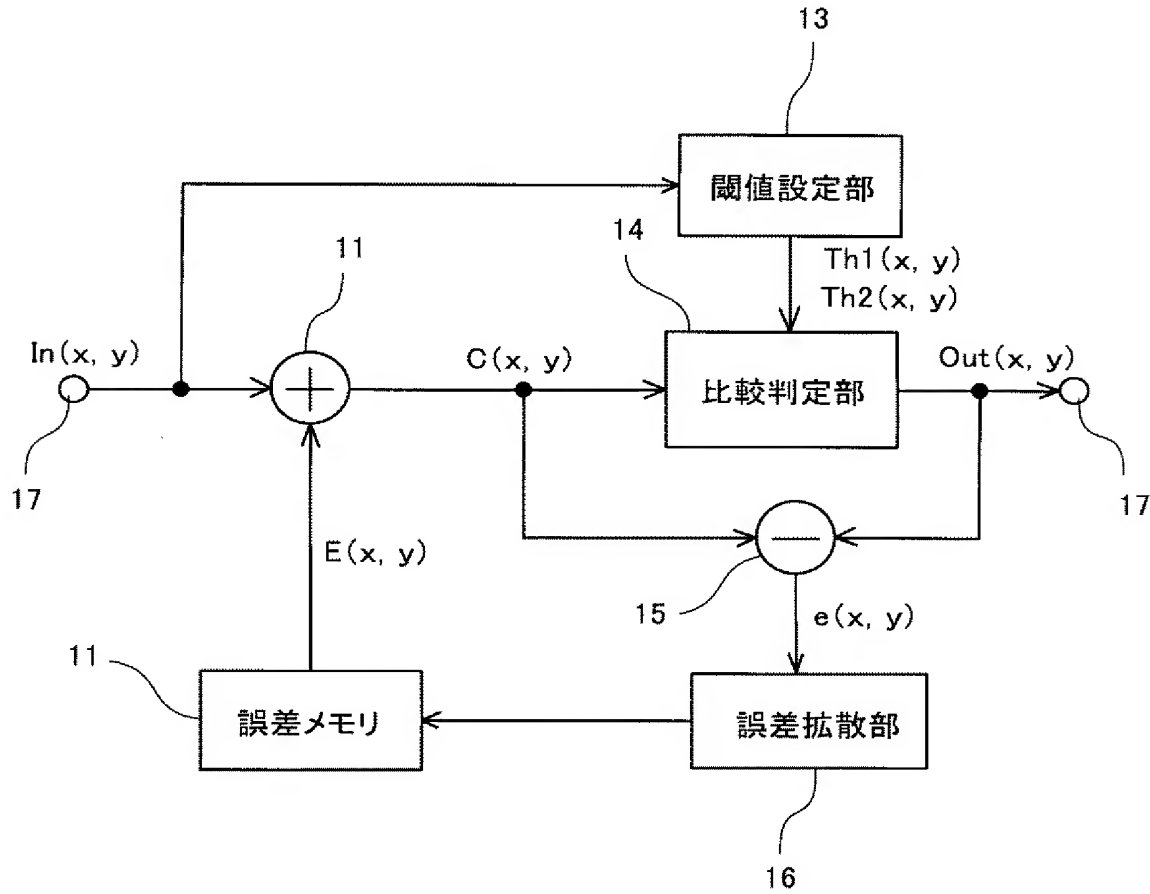 13
閾値設定部
14
11
Th1(x, y)
Th2(x, y)
In(x, y)
C(x, y)
Out(x, y)
+
比較判定部
17
17
E(x, y)
15
e(x, y)
11
誤差メモリ
誤差拡散部
16